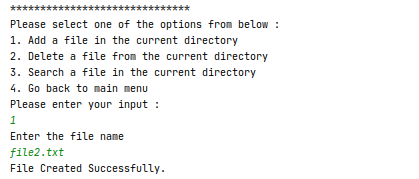 ******************************
Please select one of the options from below :
1. Add a file in the current directory
2. Delete a file from the current directory
3. Search a file in the current directory
4. Go back to main menu
Please enter your input :
1
Enter the file name
file2.txt
File Created Successfully.